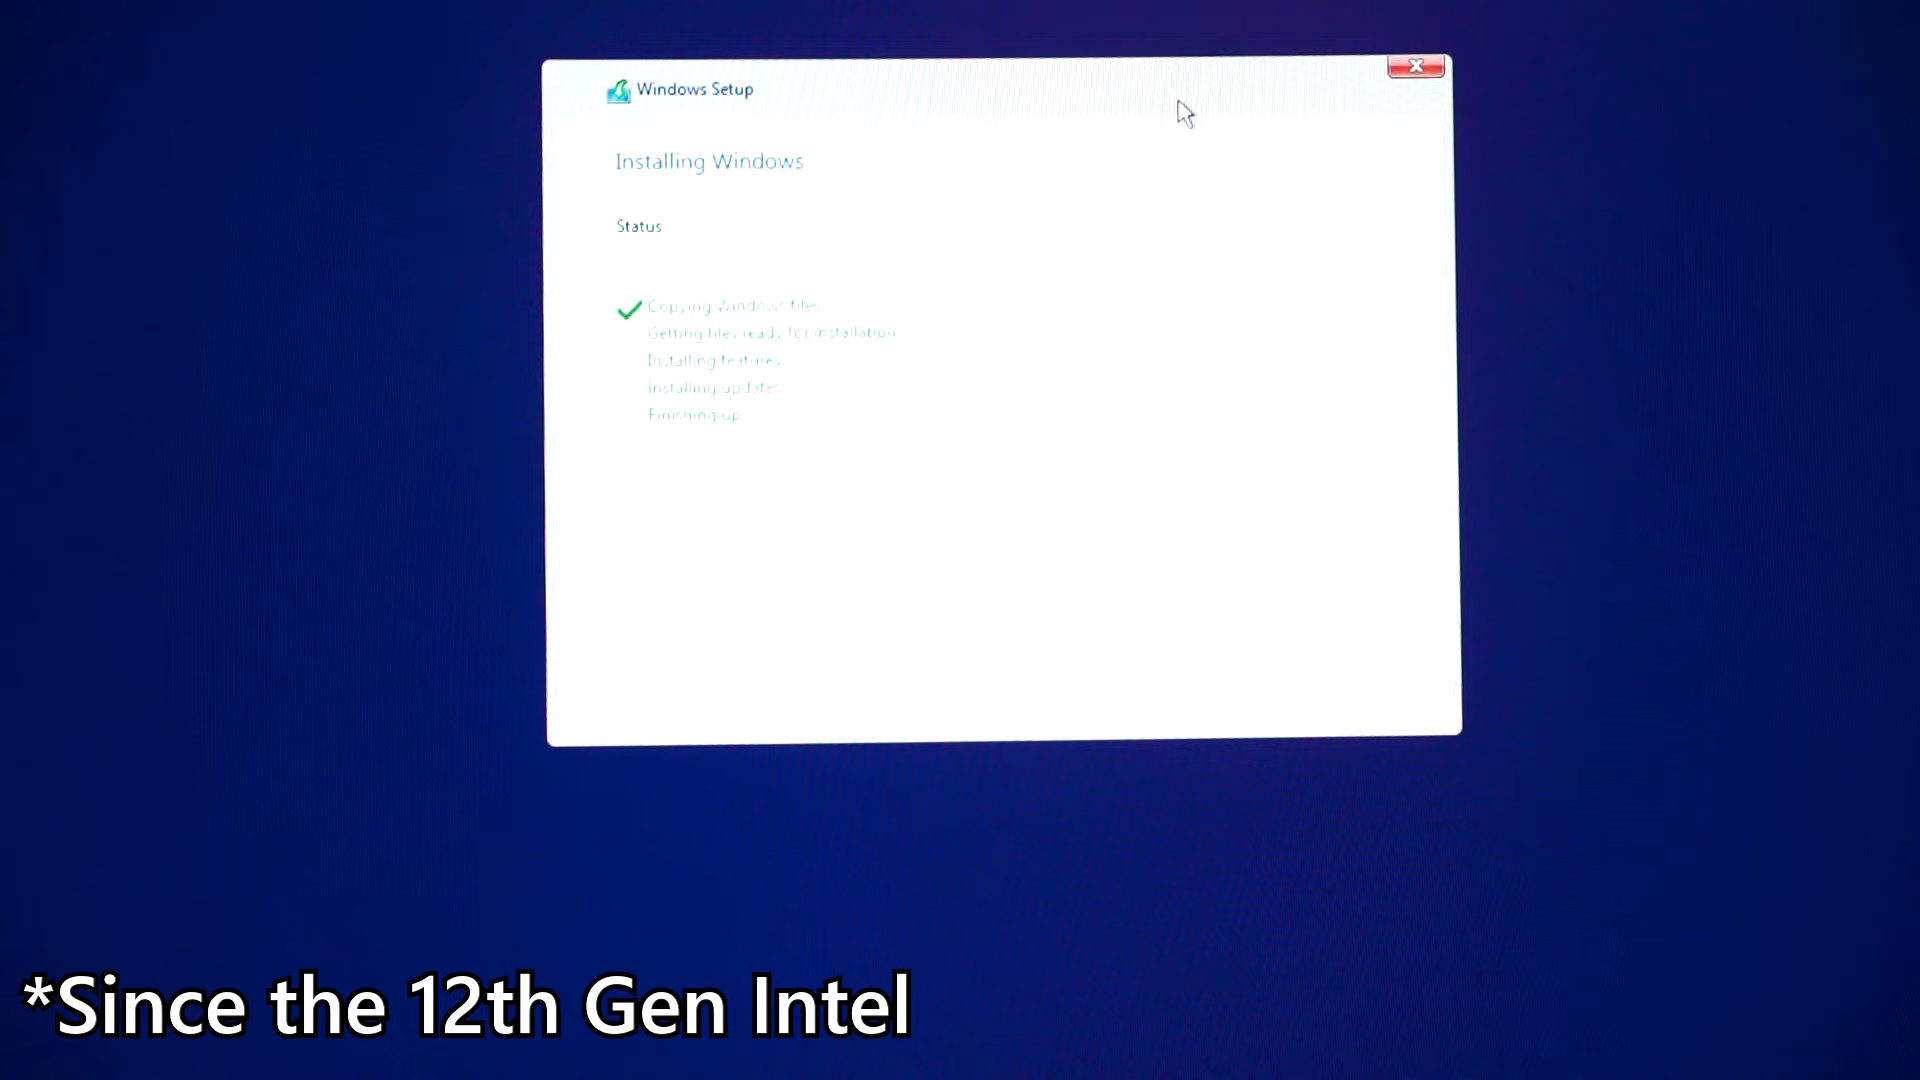 Windows Setup
Installing Windows
Status
Copying Windows files
Getting files ready for installation
Installing features
Installing updates
Finishing up
*Since the 12th Gen Intel